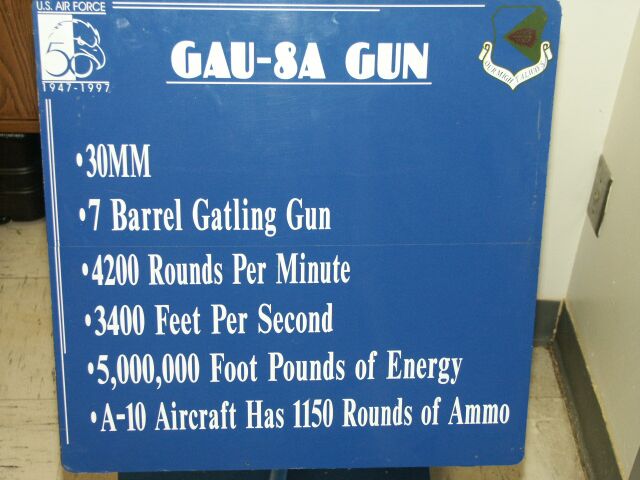 U.S. AIR FORCE
50
1947-1997
GAU-8A GUN
•30MM
•7 Barrel Gatling Gun
•4200 Rounds Per Minute
•3400 Feet Per Second
•5,000,000 Foot Pounds of Energy
•A-10 Aircraft Has 1150 Rounds of Ammo